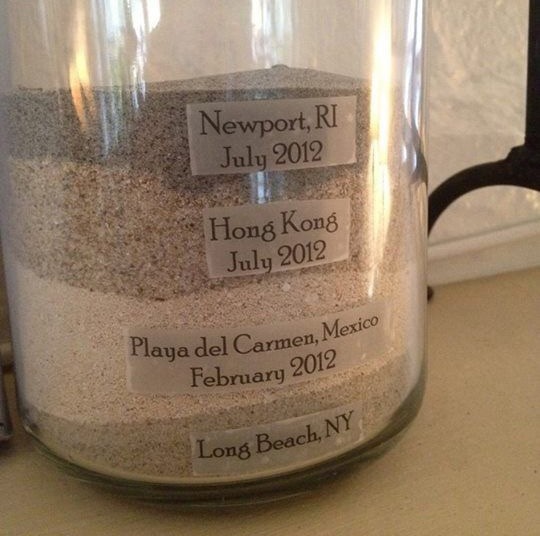 Newport, RI
July 2012
Hong Kong
July 2012
Playa del Carmen, Mexico
February 2012
Long Beach, NY